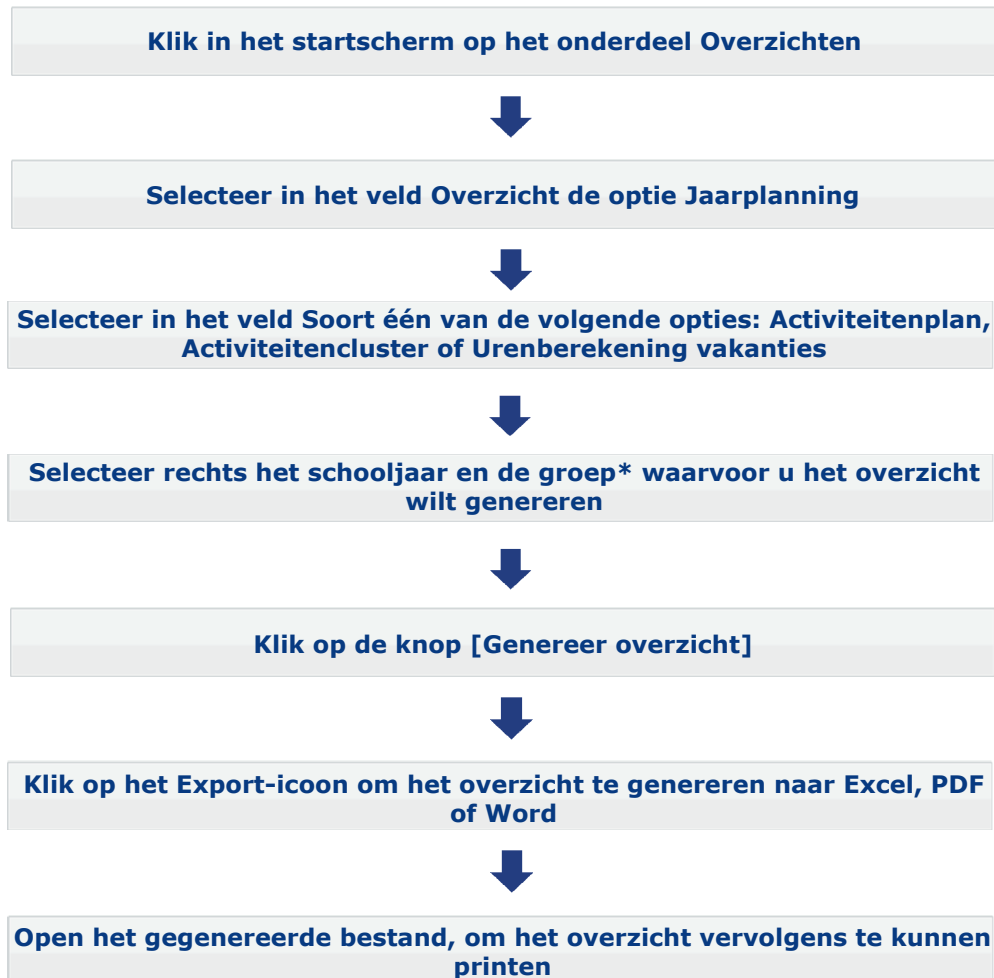 Klik in het startscherm op het onderdeel Overzichten
Selecteer in het veld Overzicht de optie Jaarplanning
Selecteer in het veld Soort één van de volgende opties: Activiteitenplan,
Activiteitencluster of Urenberekening vakanties
Selecteer rechts het schooljaar en de groep* waarvoor u het overzicht
wilt genereren
Klik op de knop [Genereer overzicht]
Klik op het Export-icoon om het overzicht te genereren naar Excel, PDF
of Word
Open het gegenereerde bestand, om het overzicht vervolgens te kunnen
printen